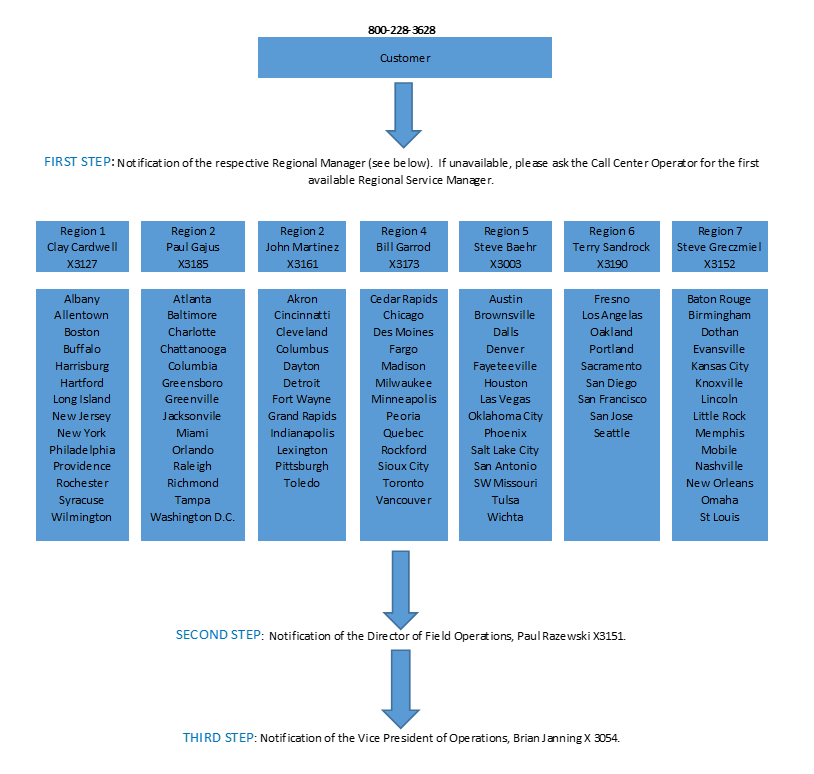 800-228-3628
Customer
FIRST STEP: Notification of the respective Regional Manager (see below). If unavailable, please ask the Call Center Operator for the first
available Regional Service Manager.
Region 1
Clay Cardwell
X3127
Region 2
Paul Gajus
X3185
Region 2
John Martinez
X3161
Region 4
Bill Garrod
X3173
Region 5
Steve Baehr
X3003
Region 6
Terry Sandrock
X3190
Region 7
Steve Greczmiel
X3152
Albany
Allentown
Boston
Buffalo
Harrisburg
Hartford
Long Island
New Jersey
New York
Philadelphia
Providence
Rochester
Syracuse
Wilmington
Atlanta
Baltimore
Charlotte
Chattanooga
Columbia
Greensboro
Greenville
Jacksonvile
Miami
Orlando
Raleigh
Richmond
Tampa
Washington D.C.
Akron
Cincinnatti
Cleveland
Columbus
Dayton
Detroit
Fort Wayne
Grand Rapids
Indianapolis
Lexington
Pittsburgh
Toledo
Cedar Rapids
Chicago
Des Moines
Fargo
Madison
Milwaukee
Minneapolis
Peoria
Quebec
Rockford
Sioux City
Toronto
Vancouver
Austin
Brownsville
Dalls
Denver
Fayeteeville
Houston
Las Vegas
Oklahoma City
Phoenix
Salt Lake City
San Antonio
SW Missouri
Tulsa
Wichta
Fresno
Los Angelas
Oakland
Portland
Sacramento
San Diego
San Francisco
San Jose
Seattle
Baton Rouge
Birmingham
Dothan
Evansville
Kansas City
Knoxville
Lincoln
Little Rock
Memphis
Mobile
Nashville
New Orleans
Omaha
St Louis
SECOND STEP: Notification of the Director of Field Operations, Paul Razewski X3151.
THIRD STEP: Notification of the Vice President of Operations, Brian Janning X 3054.